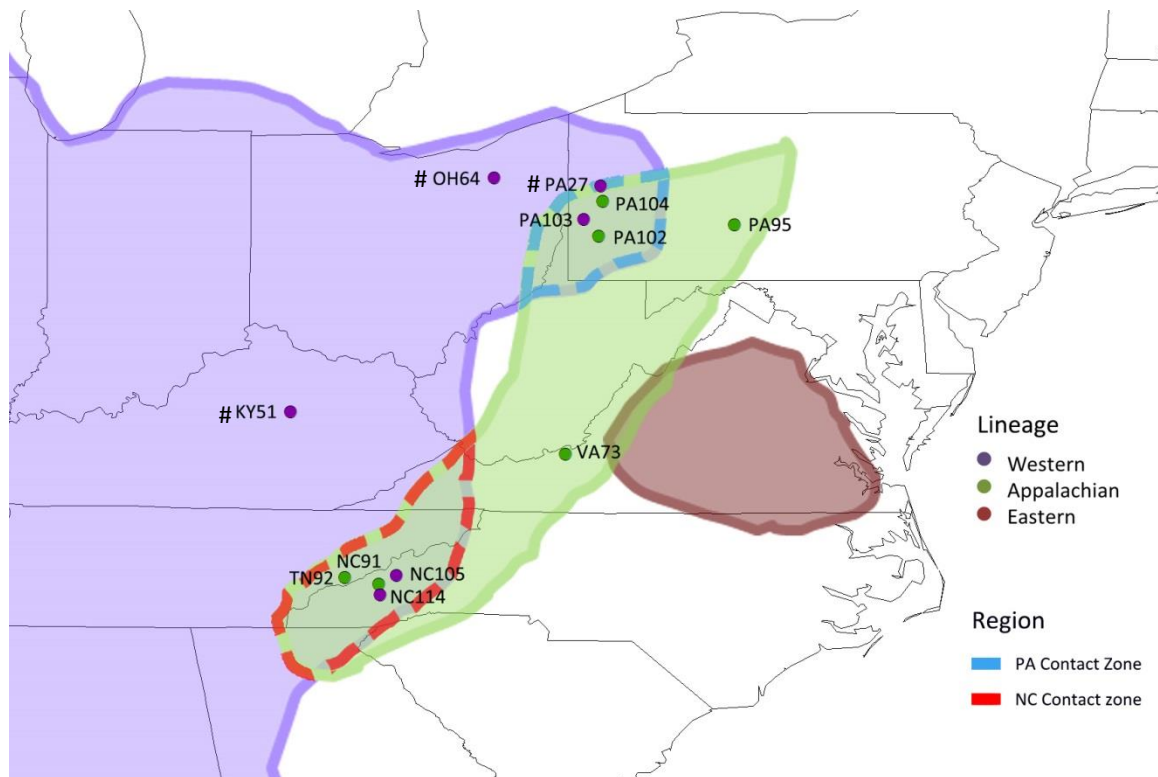 # OH64
# PA27
PA104
PA103
PA102
PA95
# KY51
VA73
NC91
TN92
NC105
NC114
Lineage
Western
Appalachian
Eastern
Region
PA Contact Zone
NC Contact zone